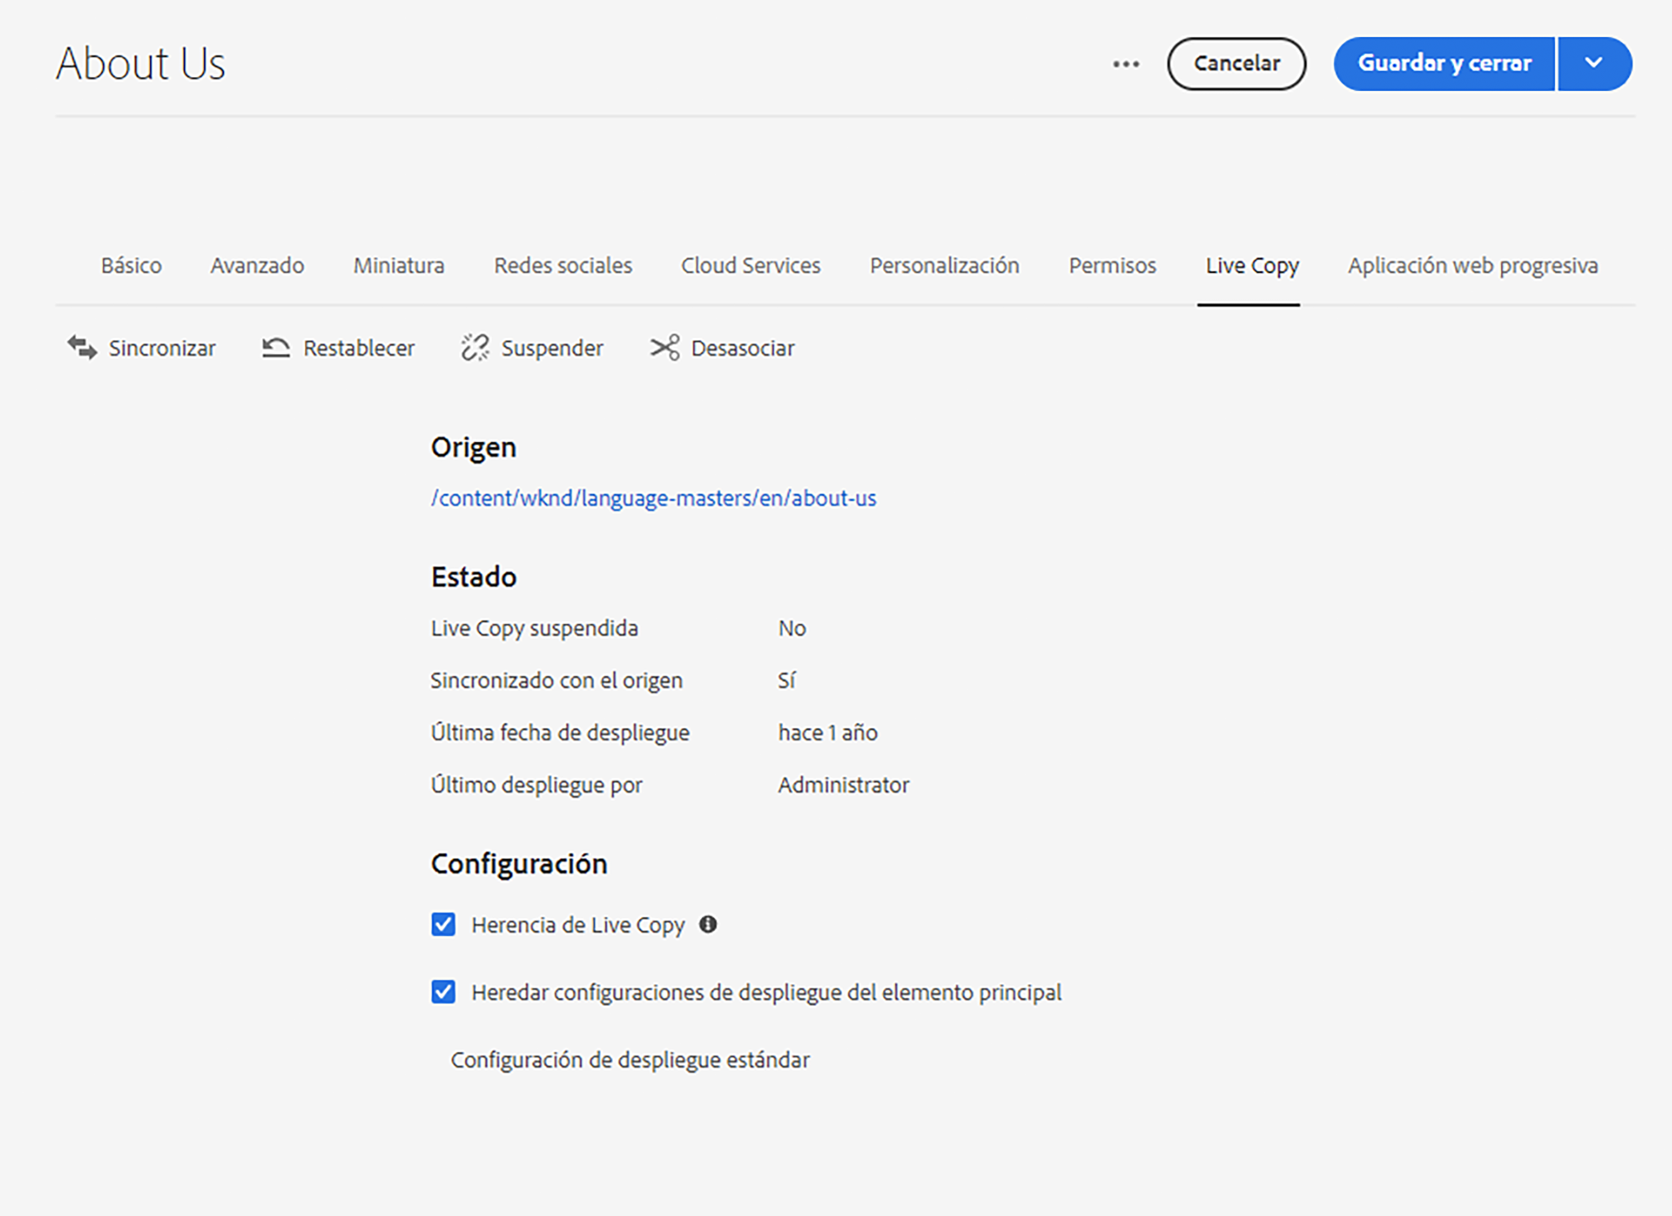 About Us
Cancelar
Guardar y cerrar
Básico Avanzado Miniatura Redes sociales Cloud Services Personalización Permisos Live Copy Aplicación web progresiva
Sincronizar Restablecer Suspender Desasociar
Origen
/content/wknd/language-masters/en/about-us
Estado
Live Copy suspendida No
Sincronizado con el origen Sí
Última fecha de despliegue hace 1 año
Último despliegue por Administrator
Configuración
Herencia de Live Copy
Heredar configuraciones de despliegue del elemento principal
Configuración de despliegue estándar